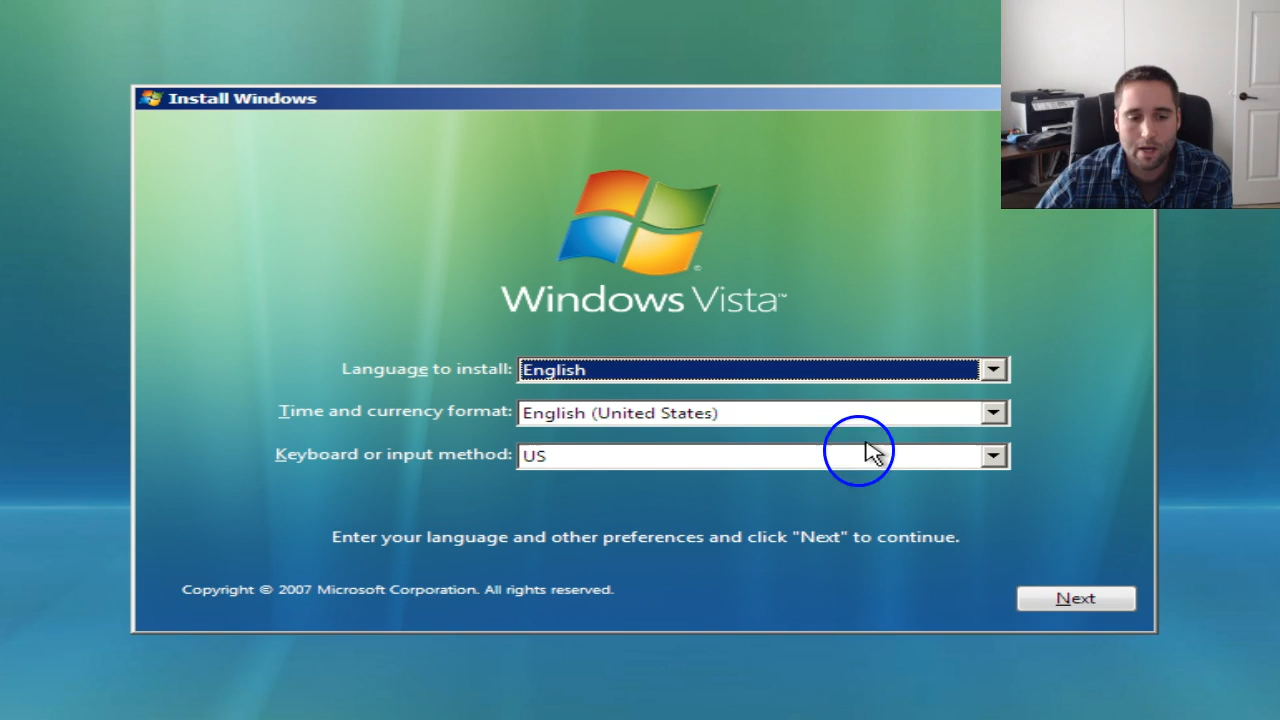 Install Windows
Windows Vista™
Language to install: English
Time and currency format: English (United States)
Keyboard or input method: US
Enter your language and other preferences and click "Next" to continue.
Copyright © 2007 Microsoft Corporation. All rights reserved.
Next